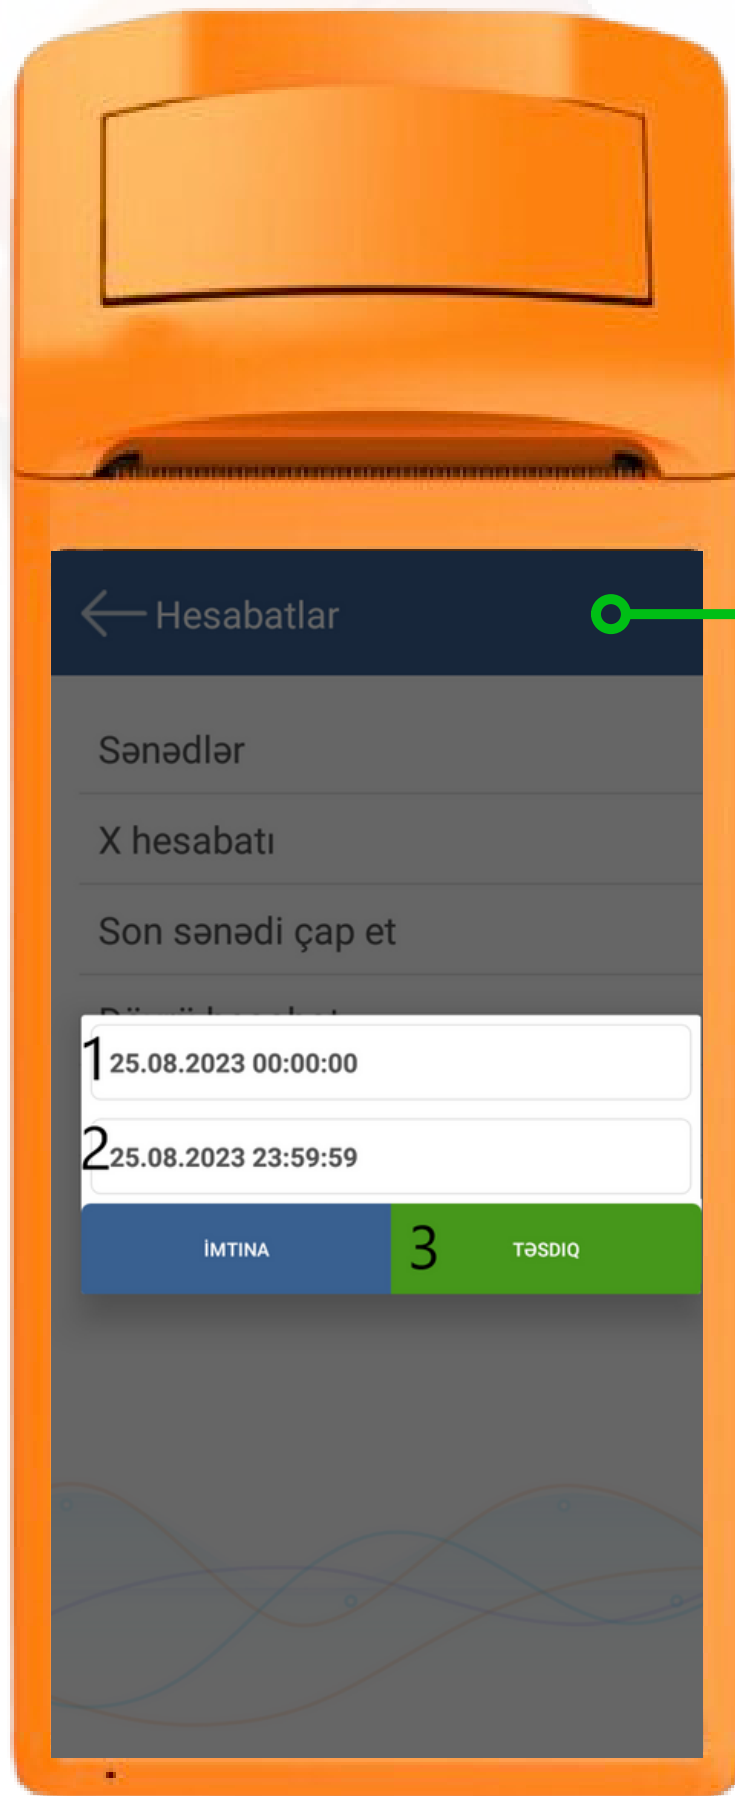 Hesabatlar
Sənədlər
X hesabatı
Son sənədi çap et
1 25.08.2023 00:00:00
2 25.08.2023 23:59:59
İMTINA 3 TƏSDIQ